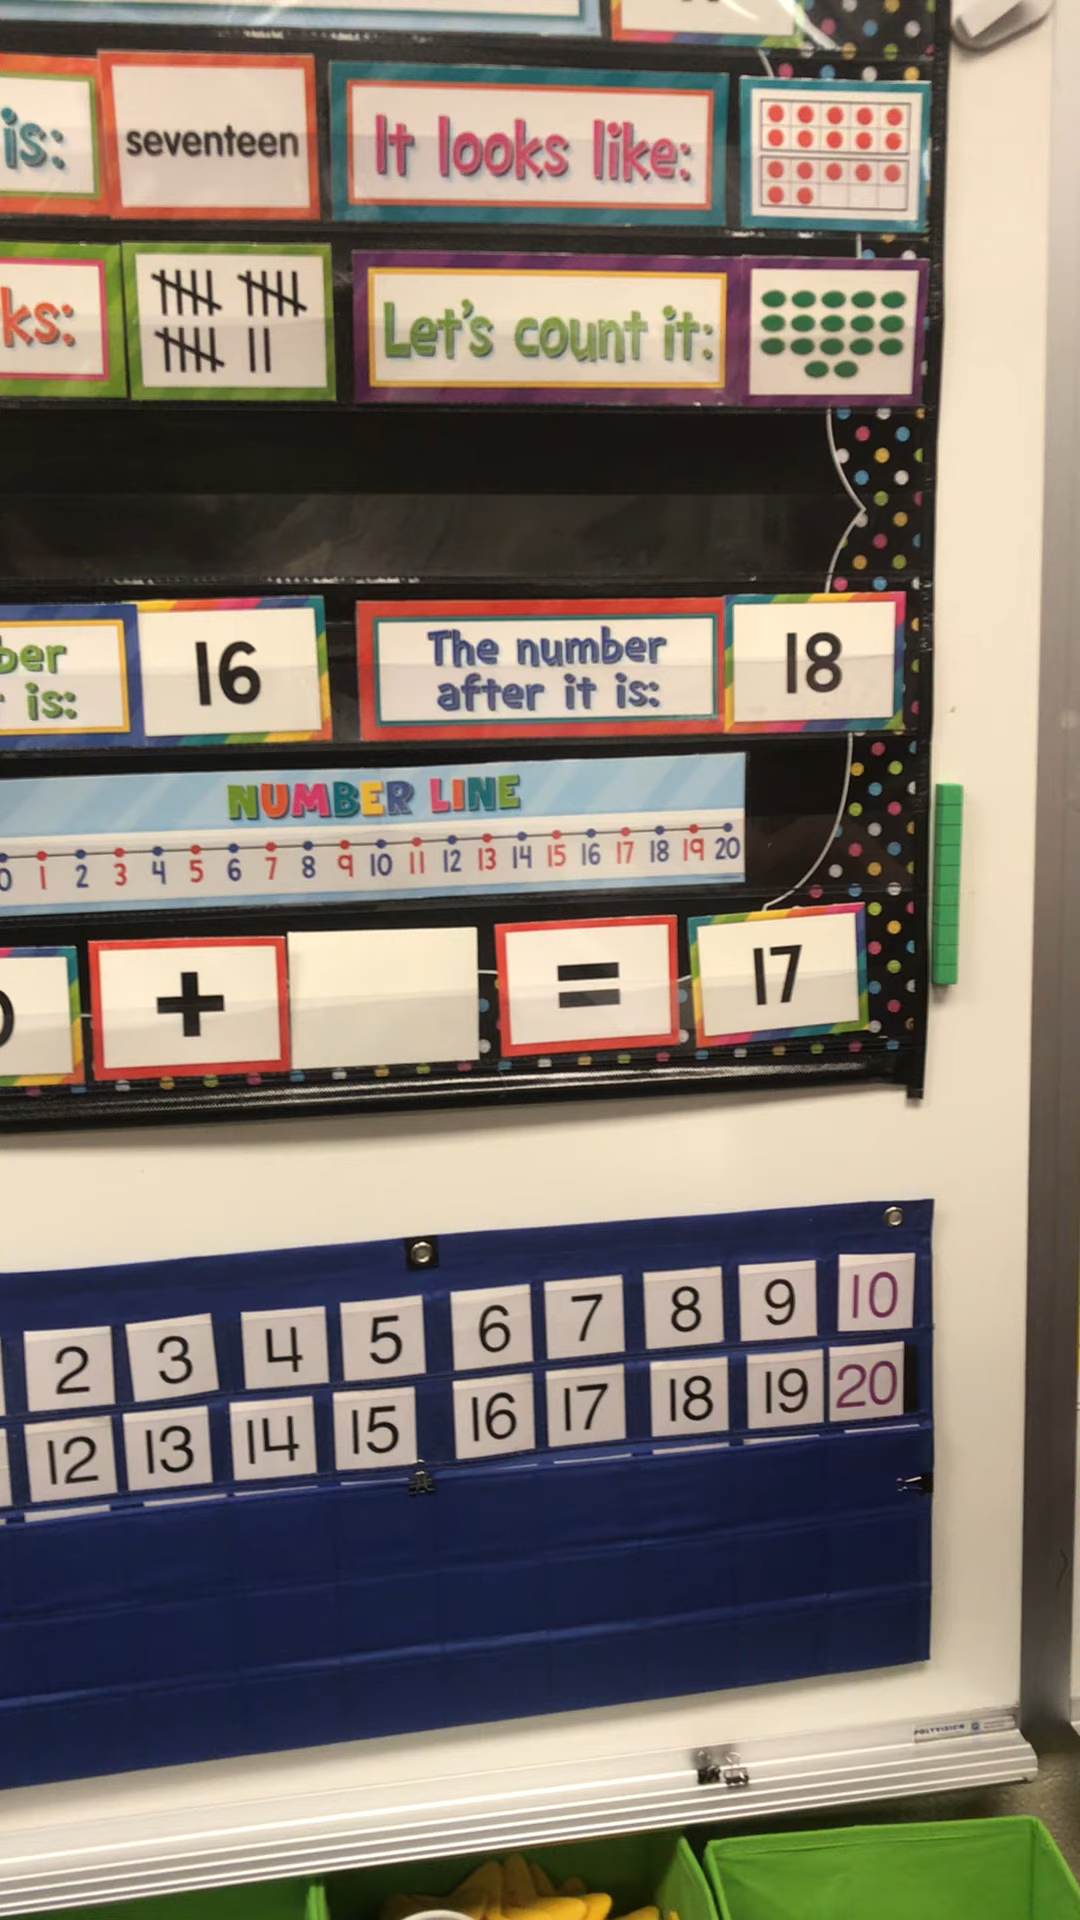 is:
seventeen
It looks like:
ks:
Let's count it:
ber
is:
16
The number
after it is:
18
NUMBER LINE
0 1 2 3 4 5 6 7 8 9 10 11 12 13 14 15 16 17 18 19 20
+ = 17
2 3 4 5 6 7 8 9 10
12 13 14 15 16 17 18 19 20
POLYVISION